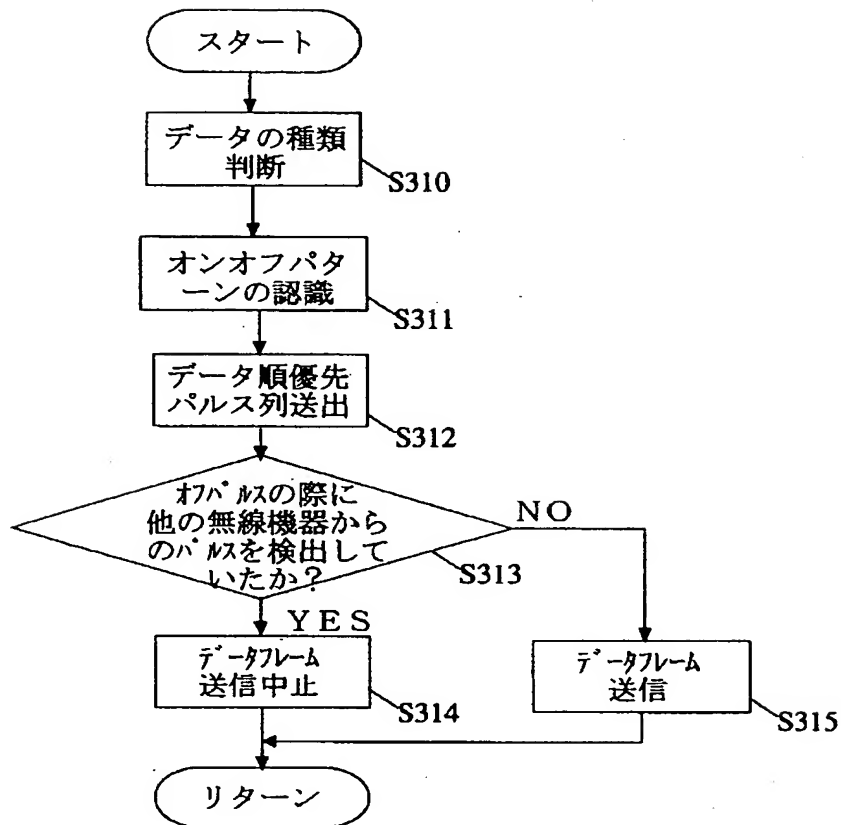 スタート
データの種類
判断
S310
オンオフパタ
ーンの認識
S311
データ順優先
パルス列送出
S312
オフパルスの際に
他の無線機器から
のパルスを検出して
いたか?
S313
NO
YES
データフレーム
送信中止
S314
データフレーム
送信
S315
リターン